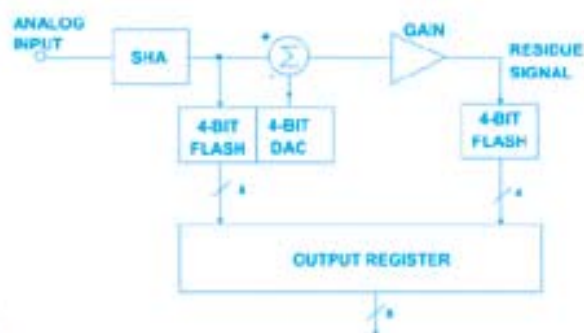 ANALOG
INPUT
SHA
+
Σ
GAIN
RESIDUE
SIGNAL
4-BIT
FLASH
4-BIT
DAC
4-BIT
FLASH
4
OUTPUT REGISTER
8